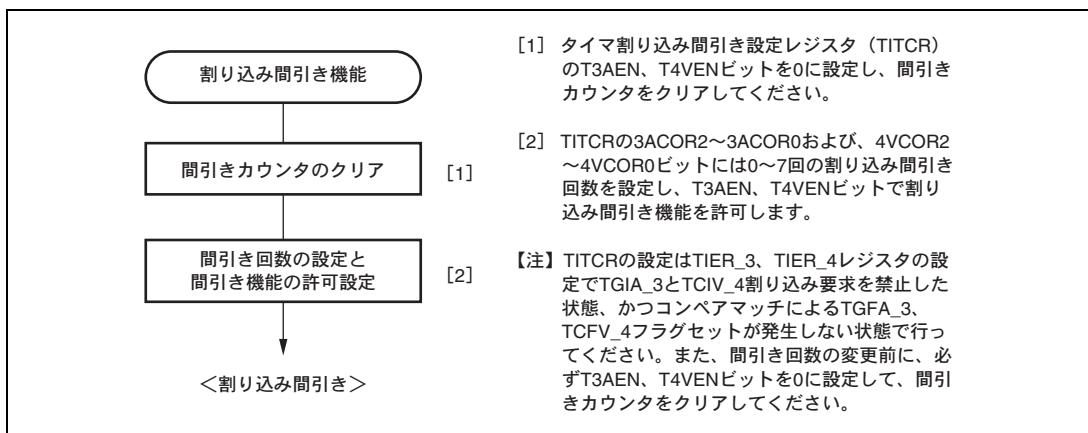 割り込み間引き機能
間引きカウンタのクリア
[1]
間引き回数の設定と
間引き機能の許可設定
[2]
＜割り込み間引き＞
[1] タイマ割り込み間引き設定レジスタ（TITCR）
のT3AEN、T4VENビットを0に設定し、間引き
カウンタをクリアしてください。
[2] TITCRの3ACOR2～3ACOR0および、4VCOR2
～4VCOR0ビットには0～7回の割り込み間引き
回数を設定し、T3AEN、T4VENビットで割り
込み間引き機能を許可します。
【注】TITCRの設定はTIER_3、TIER_4レジスタの設
定でTGIA_3とTCIV_4割り込み要求を禁止した
状態、かつコンペアマッチによるTGFA_3、
TCFV_4フラグセットが発生しない状態で行っ
てください。また、間引き回数の変更前に、必
ずT3AEN、T4VENビットを0に設定して、間引
きカウンタをクリアしてください。